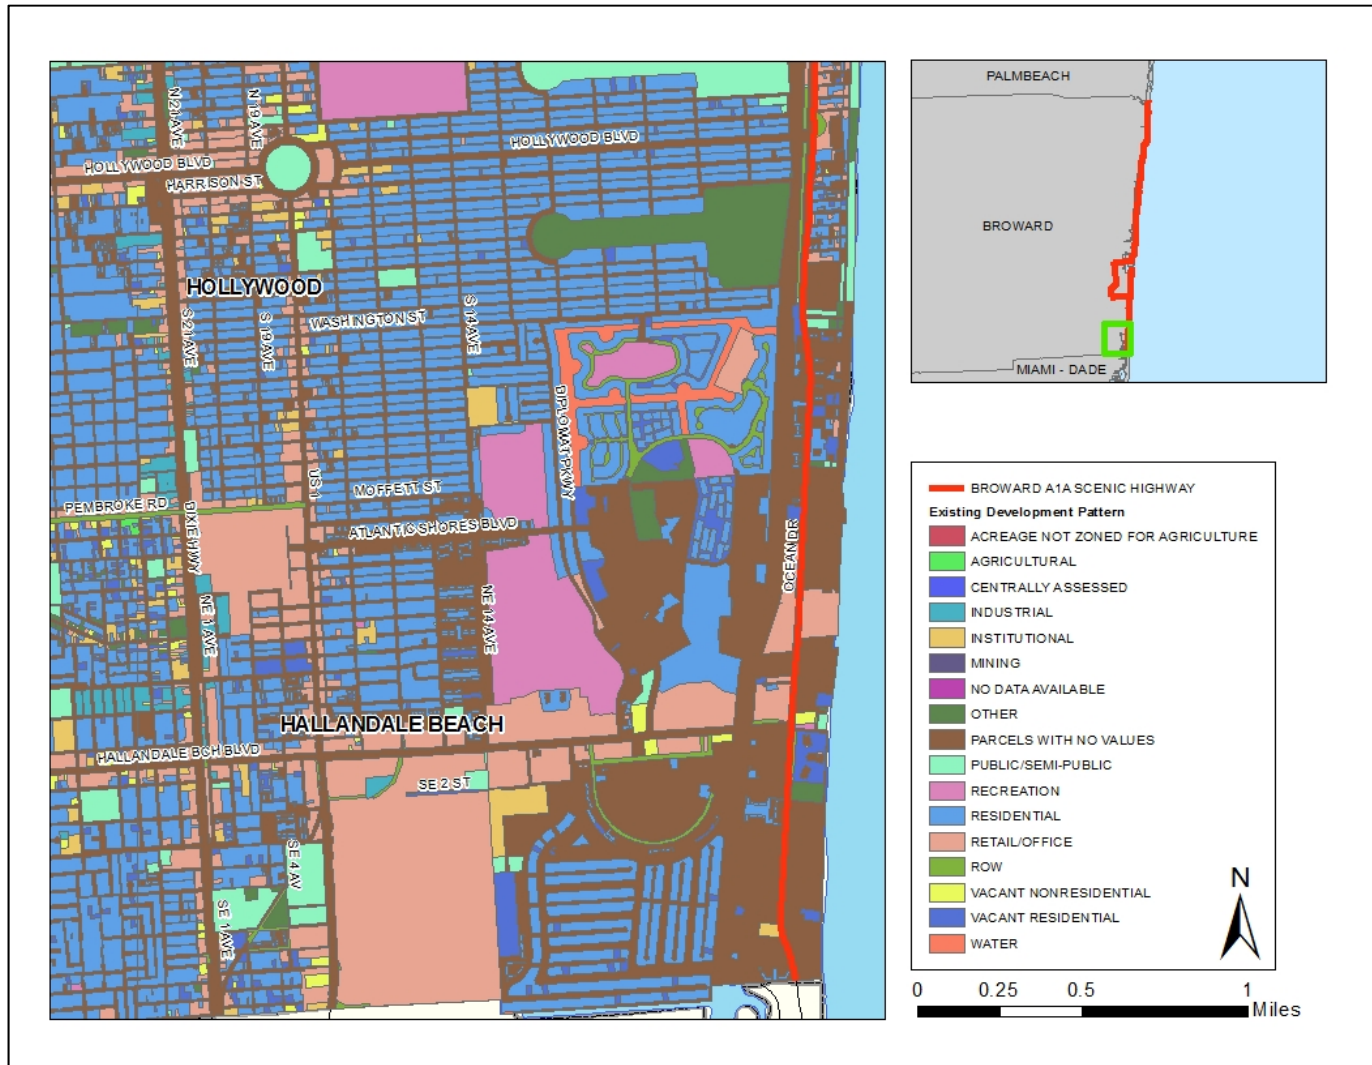 N 21 AVE
N 19 AVE
HOLLYWOOD BLVD
HOLLYWOOD BLVD
HARRISON ST
HOLLYWOOD
S 21 AVE
S 19 AVE
WASHINGTON ST
S 14 AVE
DIPLOMAT PKWY
US 1
MOFFETT ST
PEMBROKE RD
DIXIE HWY
ATLANTIC SHORES BLVD
OCEAN DR
NE 1 AVE
NE 14 AVE
HALLANDALE BEACH
HALLANDALE BCH BLVD
SE 2 ST
SE 4 AV
SE 1 AVE
PALMBEACH
BROWARD
MIAMI - DADE
BROWARD A1A SCENIC HIGHWAY
Existing Development Pattern
ACREAGE NOT ZONED FOR AGRICULTURE
AGRICULTURAL
CENTRALLY ASSESSED
INDUSTRIAL
INSTITUTIONAL
MINING
NO DATA AVAILABLE
OTHER
PARCELS WITH NO VALUES
PUBLIC/SEMI-PUBLIC
RECREATION
RESIDENTIAL
RETAIL/OFFICE
ROW
VACANT NONRESIDENTIAL
VACANT RESIDENTIAL
WATER
N
0 0.25 0.5 1
Miles